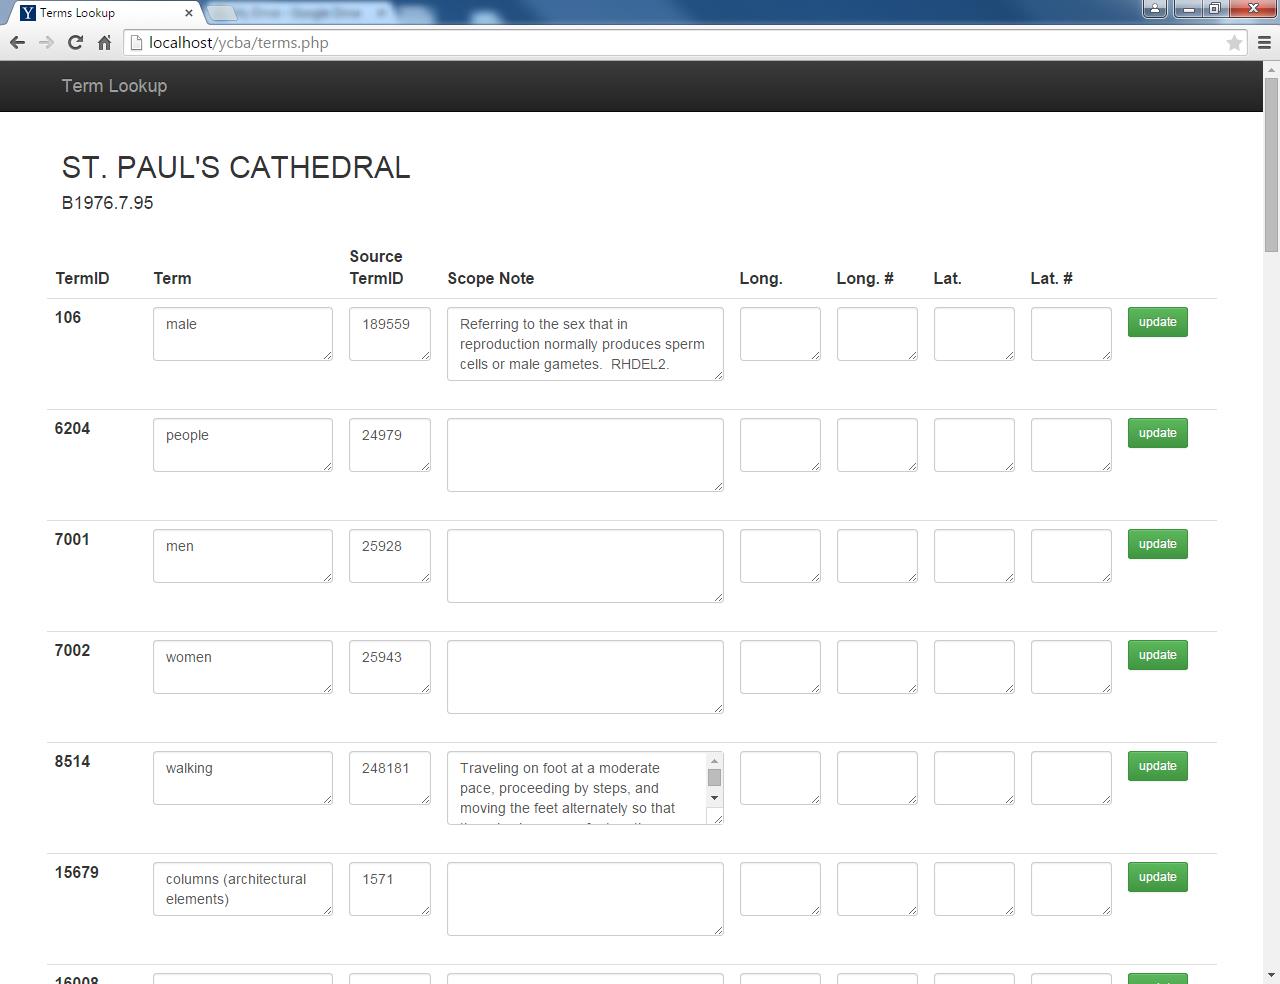 Terms Lookup
My Drive - Google Drive
localhost/ycba/terms.php
Term Lookup
ST. PAUL'S CATHEDRAL
B1976.7.95
TermID Term Source TermID Scope Note Long. Long. # Lat. Lat. #
106 male 189559 Referring to the sex that in
reproduction normally produces sperm
cells or male gametes.  RHDEL2.
update
6204 people 24979 update
7001 men 25928 update
7002 women 25943 update
8514 walking 248181 Traveling on foot at a moderate
pace, proceeding by steps, and
moving the feet alternately so that
update
15679 columns (architectural
elements)
1571 update
16008